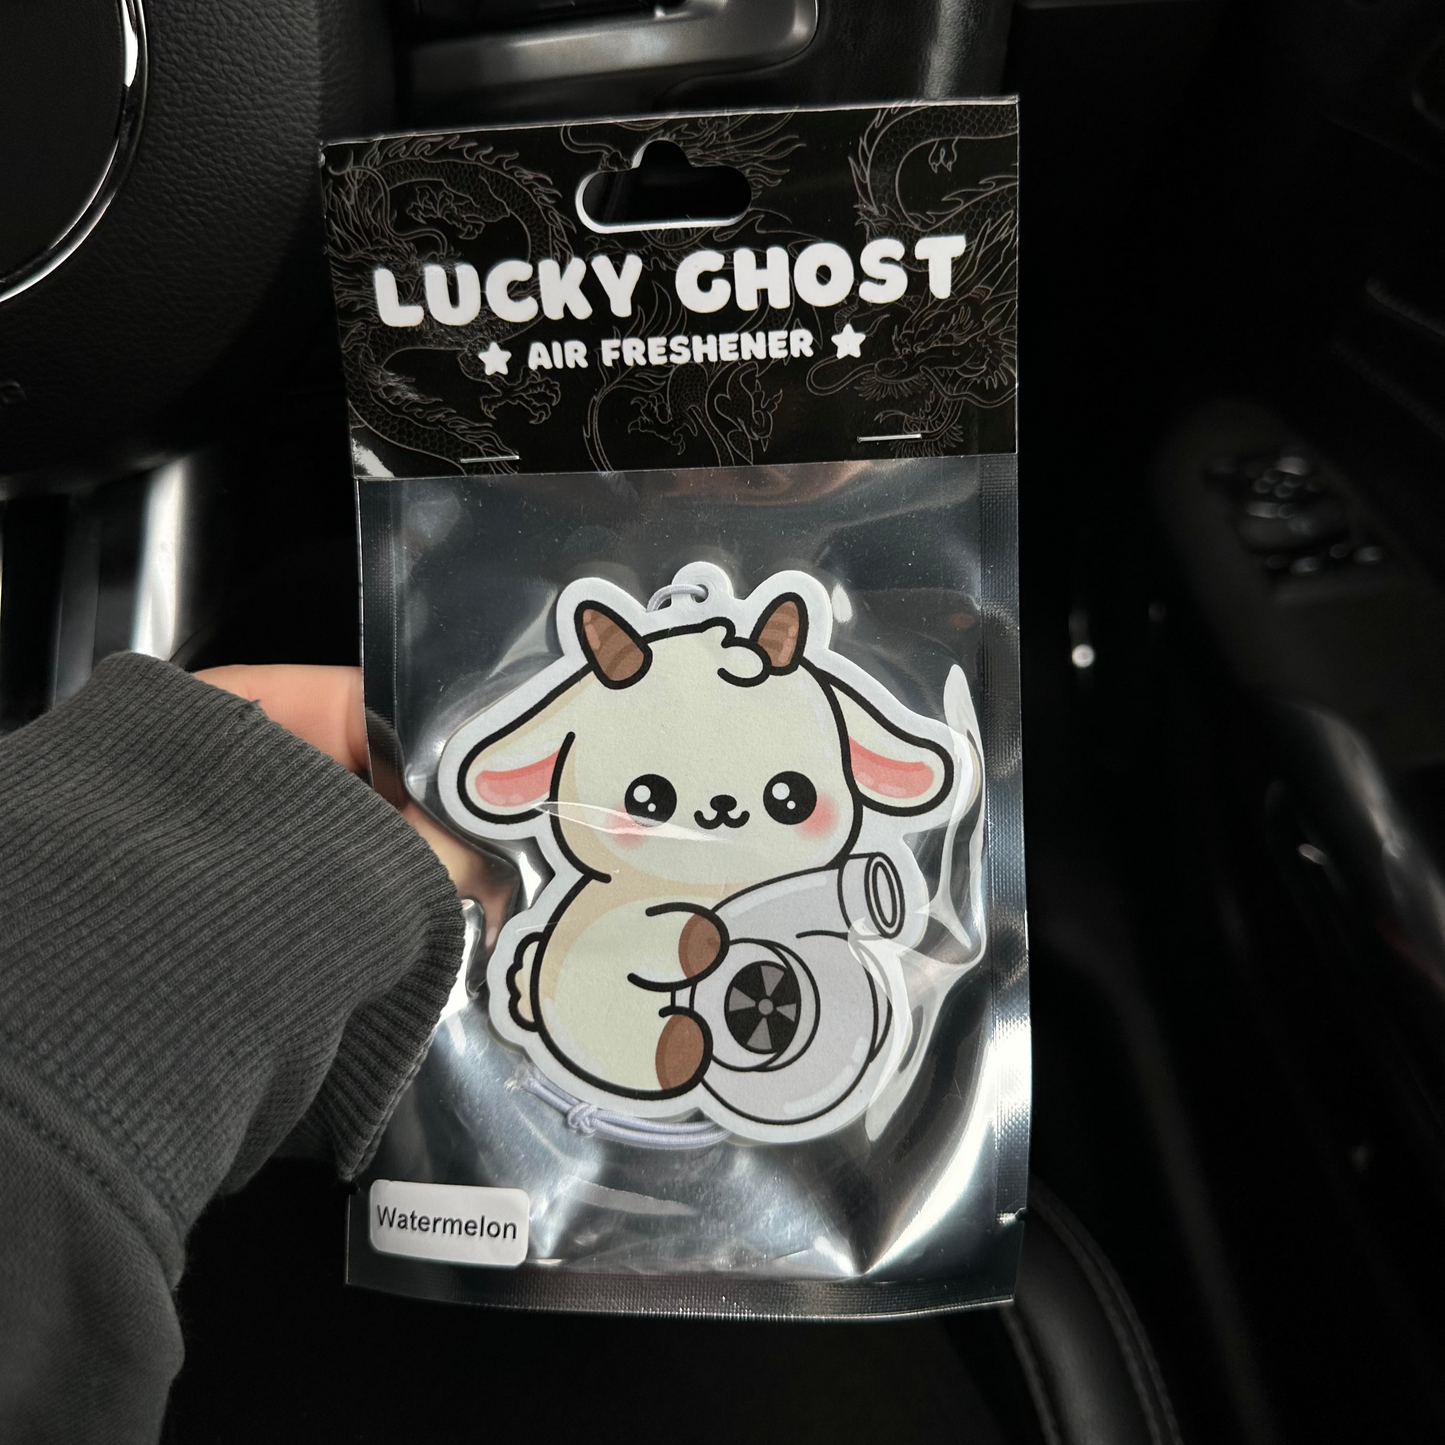 LUCKY GHOST
★ AIR FRESHENER ★
Watermelon